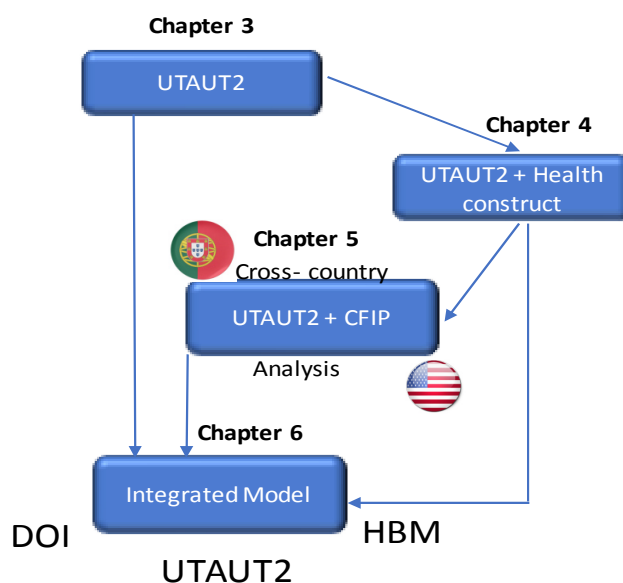 Chapter 3
UTAUT2
Chapter 4
UTAUT2 + Health
construct
Chapter 5
Cross- country
UTAUT2 + CFIP
Analysis
Chapter 6
Integrated Model
DOI
HBM
UTAUT2